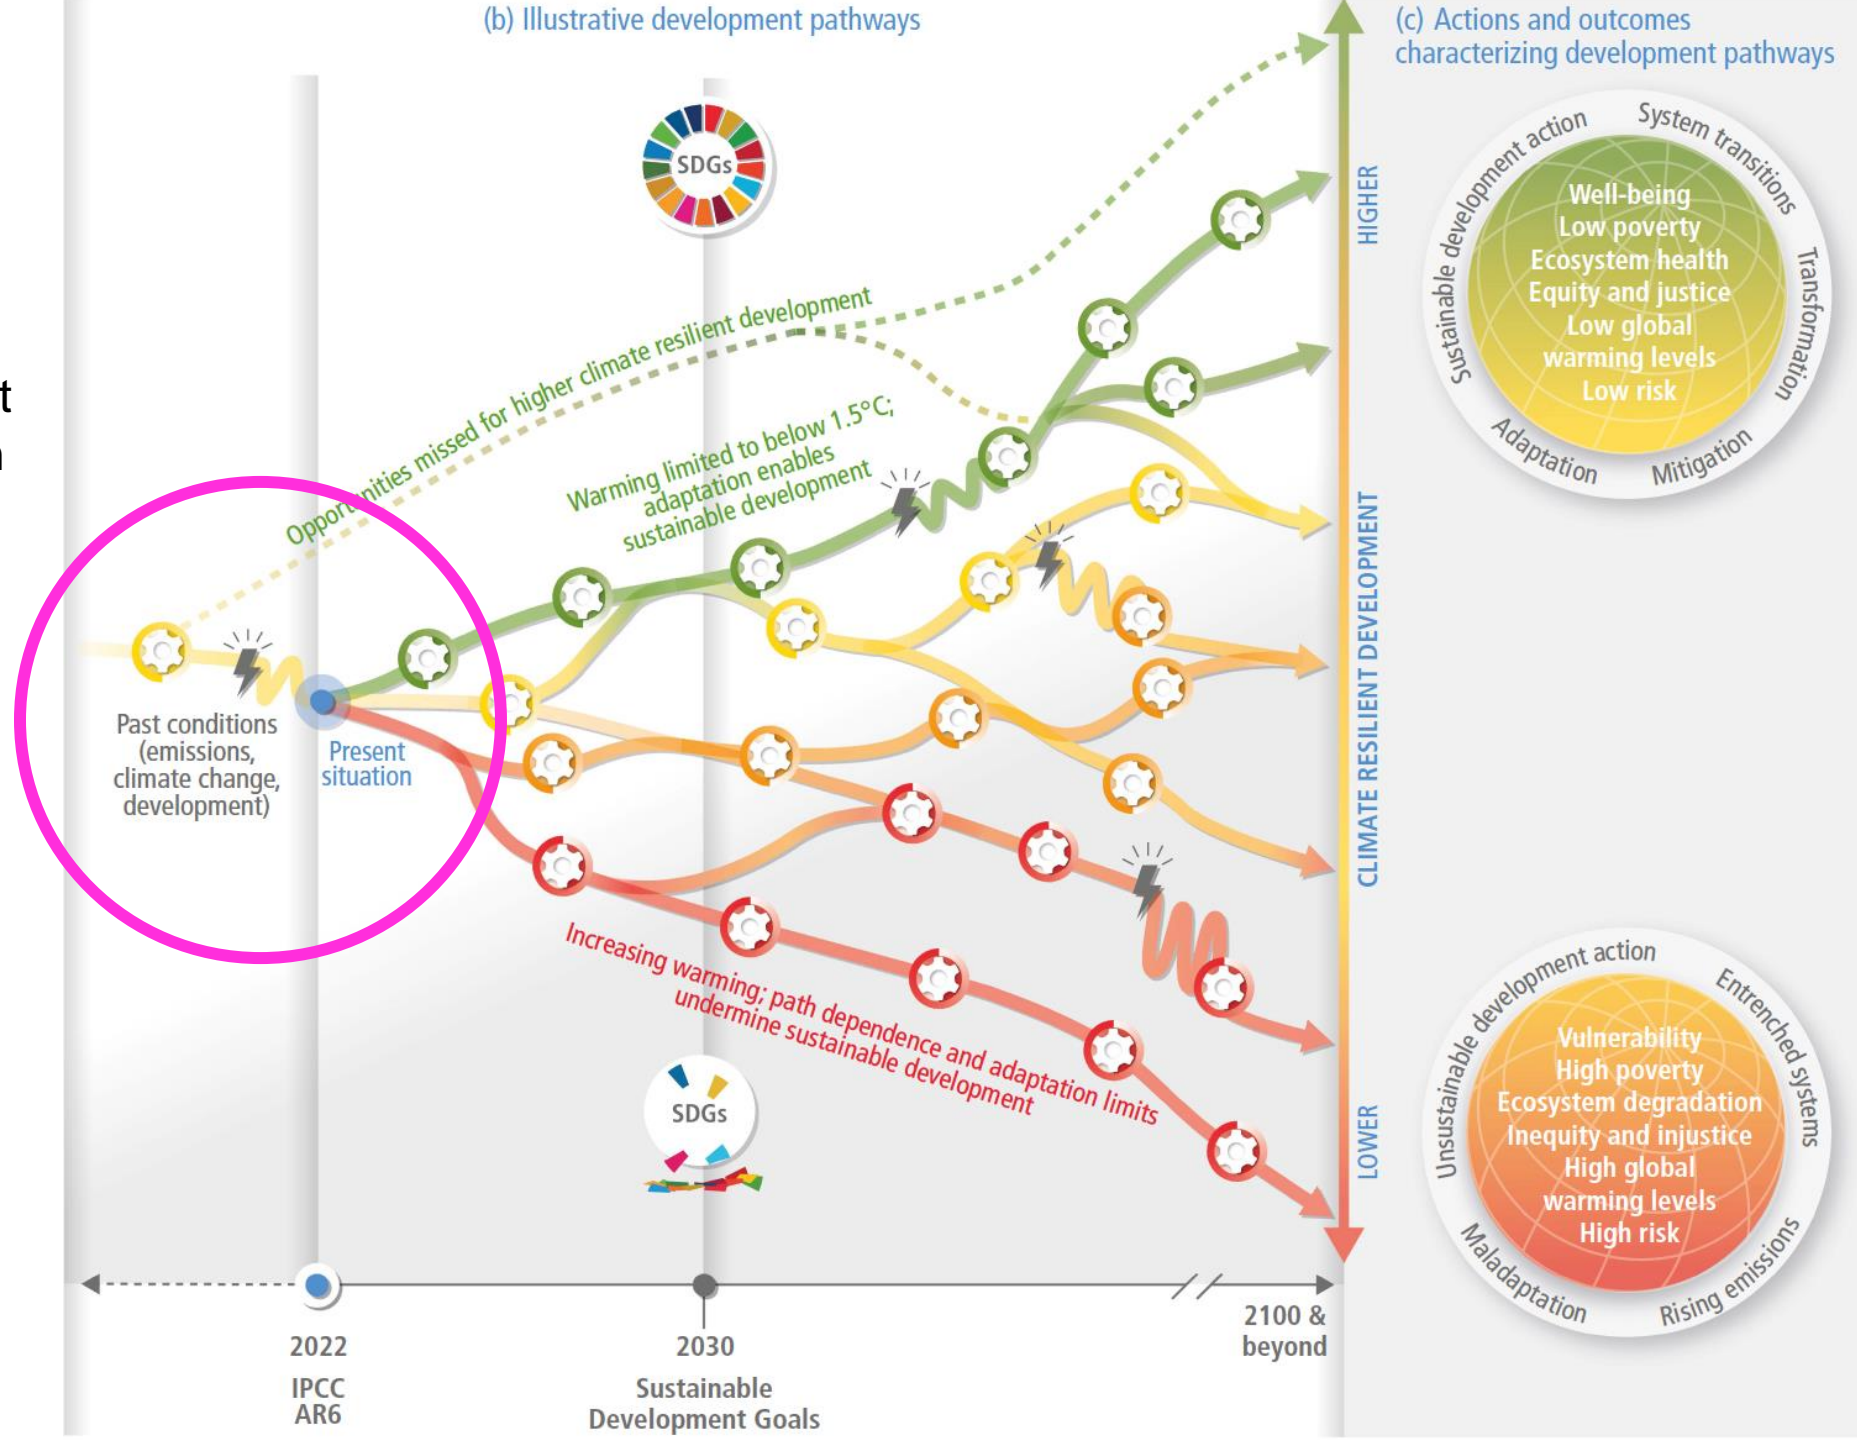 (b) Illustrative development pathways
(c) Actions and outcomes
characterizing development pathways
t
SDGs
Opportunities missed for higher climate resilient development
Warming limited to below 1.5°C;
adaptation enables
sustainable development
Past conditions
(emissions,
climate change,
development)
Present
situation
Increasing warming; path dependence and adaptation limits
undermine sustainable development
SDGs
HIGHER
CLIMATE RESILIENT DEVELOPMENT
LOWER
Sustainable development action
System transitions
Transformation
Mitigation
Adaptation
Well-being
Low poverty
Ecosystem health
Equity and justice
Low global
warming levels
Low risk
Unsustainable development action
Entrenched systems
Rising emissions
Maladaptation
Vulnerability
High poverty
Ecosystem degradation
Inequity and injustice
High global
warming levels
High risk
2022
IPCC
AR6
2030
Sustainable
Development Goals
2100 &
beyond